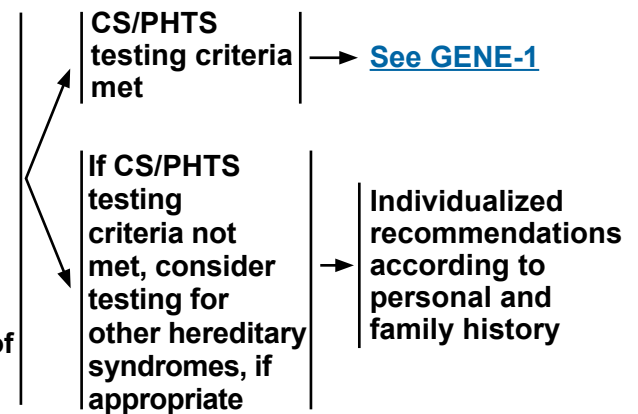 CS/PHTS
testing criteria
met
See GENE-1
If CS/PHTS
testing
criteria not
met, consider
testing for
other hereditary
syndromes, if
appropriate
Individualized
recommendations
according to
personal and
family history
of